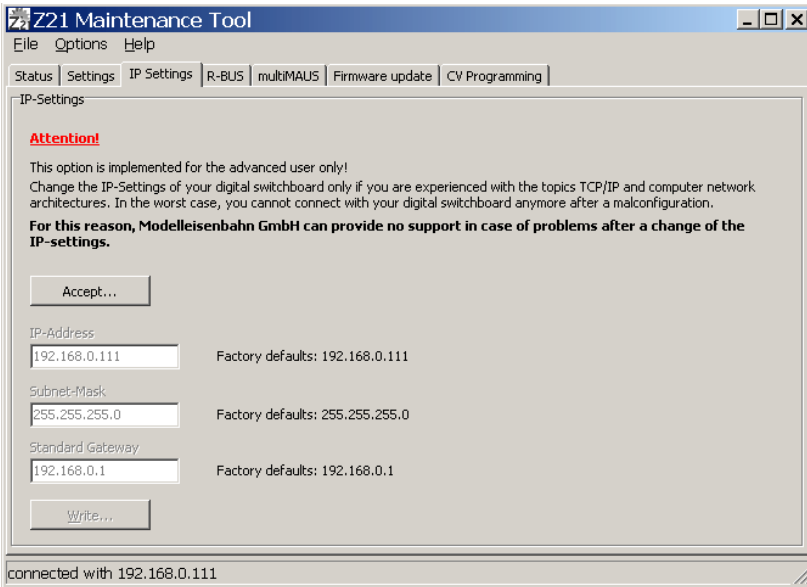 Z21 Maintenance Tool
File Options Help
Status Settings IP Settings R-BUS multiMAUS Firmware update CV Programming
IP-Settings
Attention!
This option is implemented for the advanced user only!
Change the IP-Settings of your digital switchboard only if you are experienced with the topics TCP/IP and computer network
architectures. In the worst case, you cannot connect with your digital switchboard anymore after a malconfiguration.
For this reason, Modelleisenbahn GmbH can provide no support in case of problems after a change of the
IP-settings.
Accept...
IP-Address
192.168.0.111 Factory defaults: 192.168.0.111
Subnet-Mask
255.255.255.0 Factory defaults: 255.255.255.0
Standard Gateway
192.168.0.1 Factory defaults: 192.168.0.1
Write...
connected with 192.168.0.111